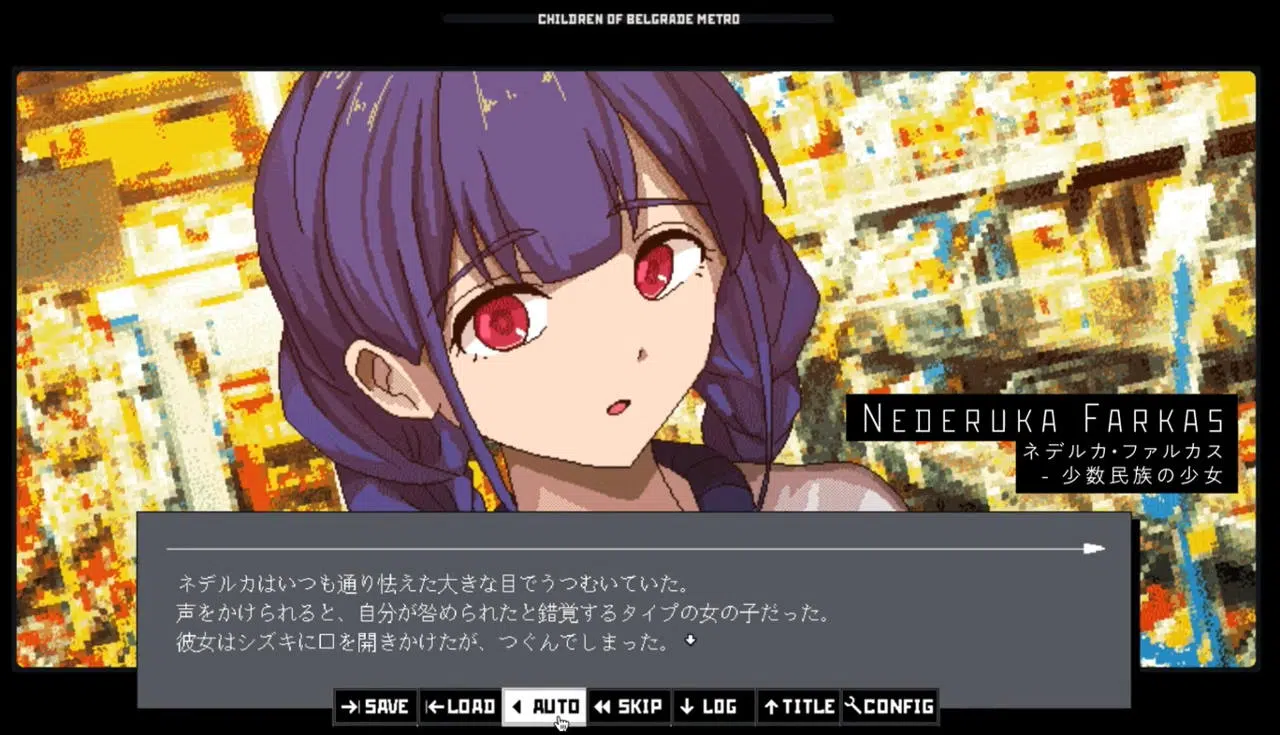 CHILDREN OF BELGRADE METRO
NEDERUKA FARKAS
ネデルカ・ファルカス
- 少数民族の少女
ネデルカはいつも通り怯えた大きな目でうつむいていた。
声をかけられると、自分が咎められたと錯覚するタイプの女の子だった。
彼女はシズキに口を開きかけたが、つぐんでしまった。
SAVE LOAD AUTO SKIP LOG TITLE CONFIG